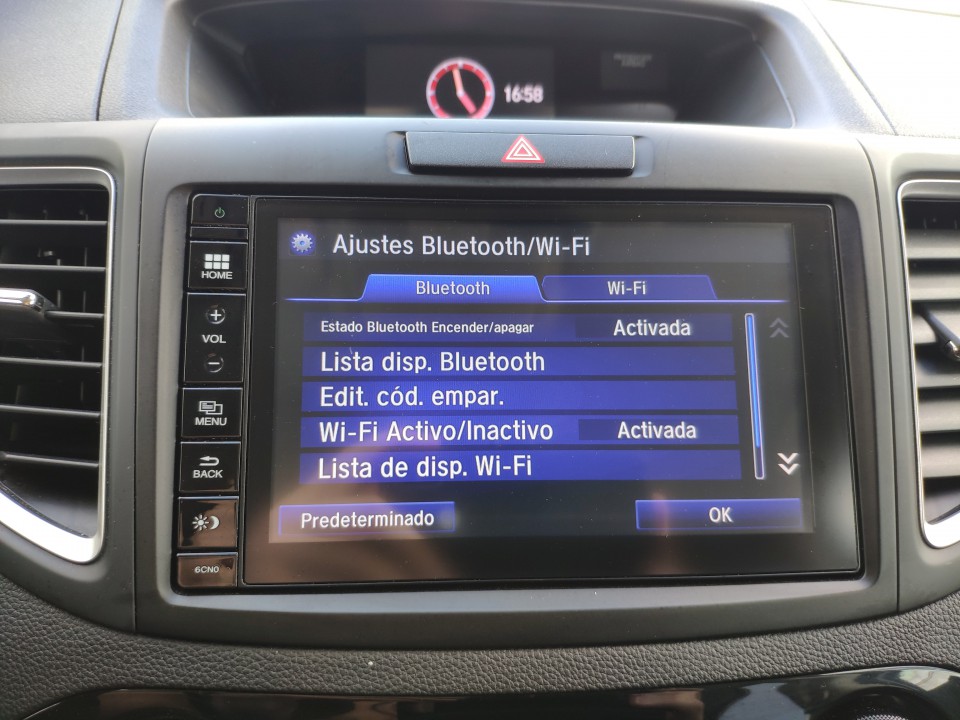 16:58
HOME
VOL
MENU
BACK
6CN0
Ajustes Bluetooth/Wi-Fi
Bluetooth
Wi-Fi
Estado Bluetooth Encender/apagar
Activada
Lista disp. Bluetooth
Edit. cód. empar.
Wi-Fi Activo/Inactivo
Activada
Lista de disp. Wi-Fi
Predeterminado
OK